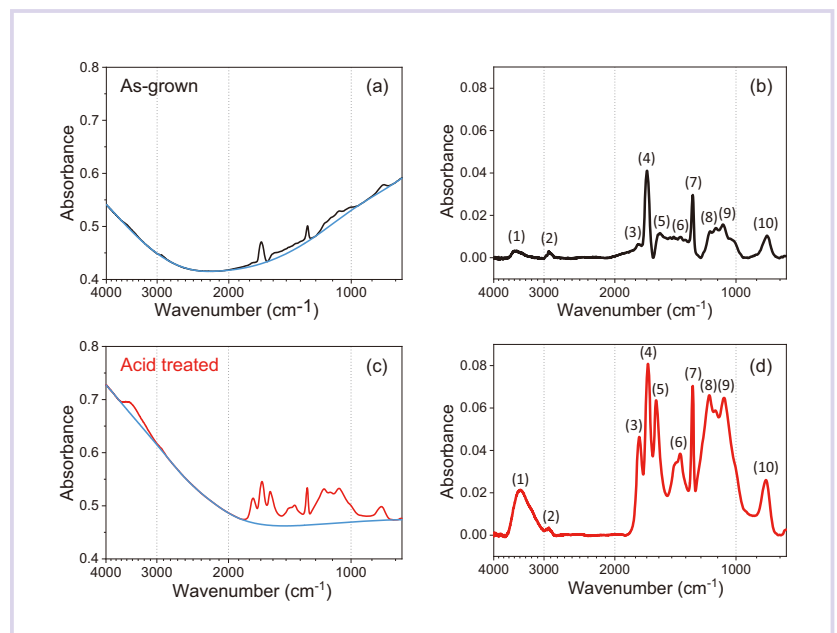 As-grown
(a)
Absorbance
0.8
0.7
0.6
0.5
0.4
4000 3000 2000 1000
Wavenumber (cm-1)
(b)
Absorbance
0.08
0.06
0.04
0.02
0.00
(1) (2) (3) (4) (5) (6) (7) (8) (9) (10)
4000 3000 2000 1000
Wavenumber (cm-1)
Acid treated
(c)
Absorbance
0.8
0.7
0.6
0.5
0.4
4000 3000 2000 1000
Wavenumber (cm-1)
(d)
Absorbance
0.08
0.06
0.04
0.02
0.00
(1) (2) (3) (4) (5) (6) (7) (8) (9) (10)
4000 3000 2000 1000
Wavenumber (cm-1)